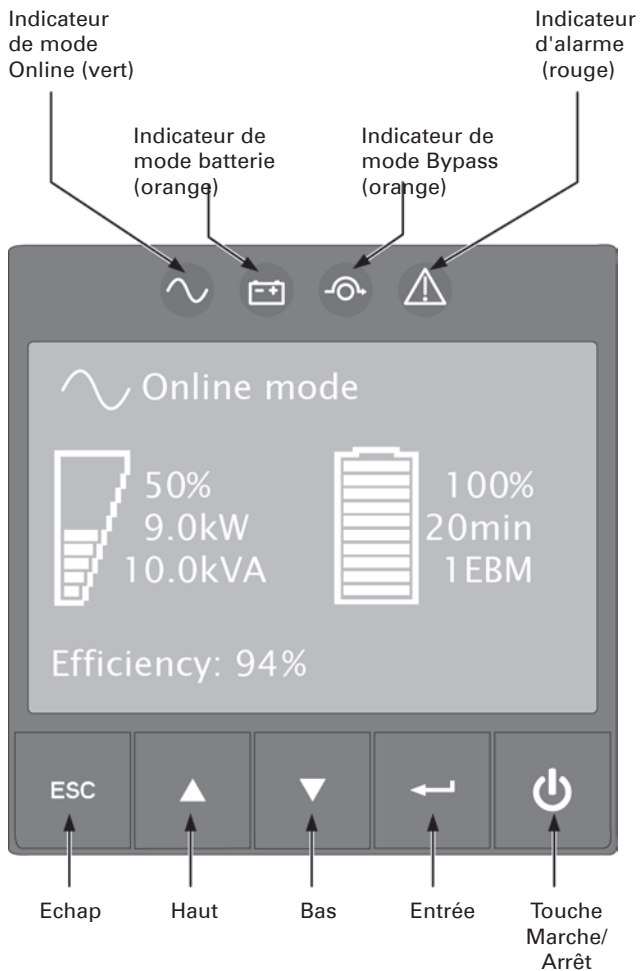 Indicateur
de mode
Online (vert)
Indicateur
d'alarme
(rouge)
Indicateur de
mode batterie
(orange)
Indicateur de
mode Bypass
(orange)
Online mode
50%
9.0kW
10.0kVA
100%
20min
1EBM
Efficiency: 94%
ESC
Echap
Haut
Bas
Entrée
Touche
Marche/
Arrêt